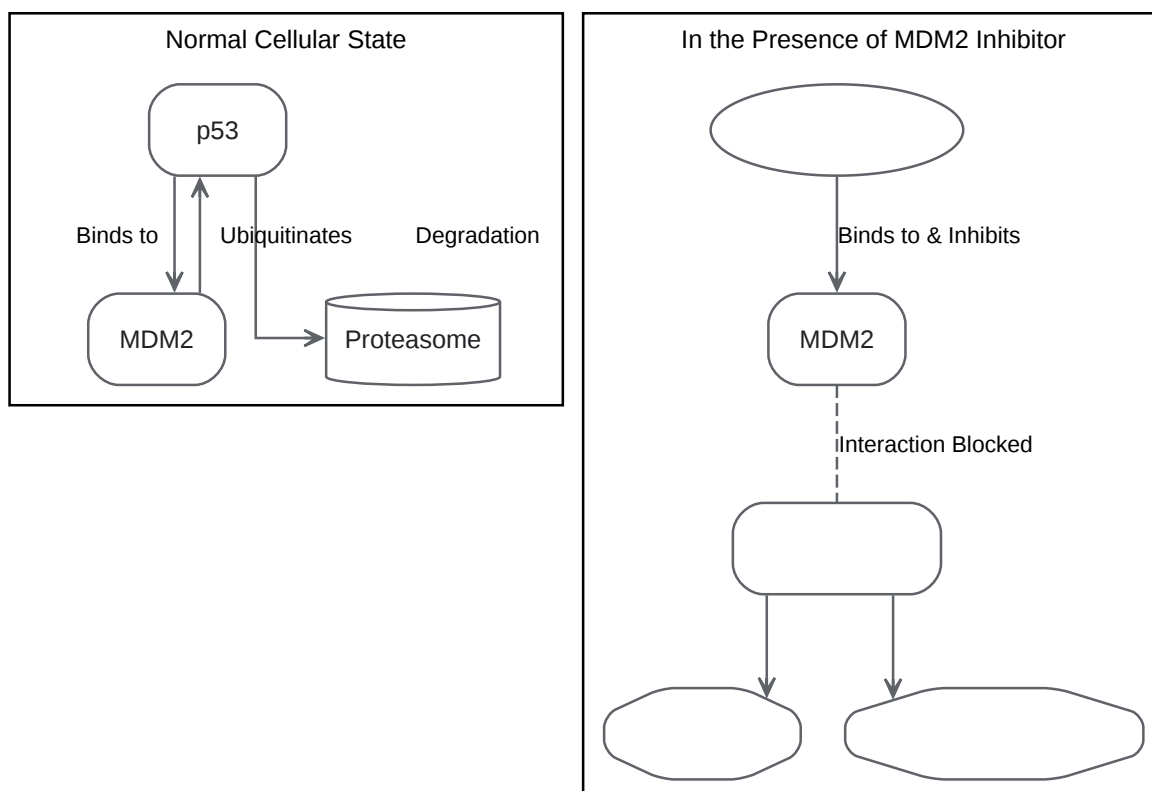 Normal Cellular State
p53
Binds to
Ubiquitinates
Degradation
MDM2
Proteasome
In the Presence of MDM2 Inhibitor
Binds to & Inhibits
MDM2
Interaction Blocked